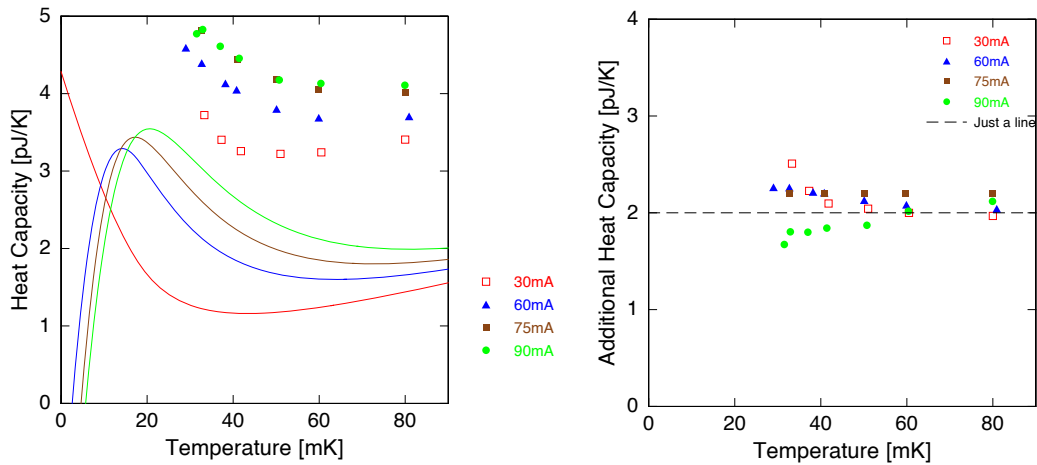 5
4
3
2
1
0
0
20
40
60
80
Heat Capacity [pJ/K]
Temperature [mK]
30mA
60mA
75mA
90mA
4
3
2
1
0
0
20
40
60
80
Additional Heat Capacity [pJ/K]
Temperature [mK]
30mA
60mA
75mA
90mA
Just a line